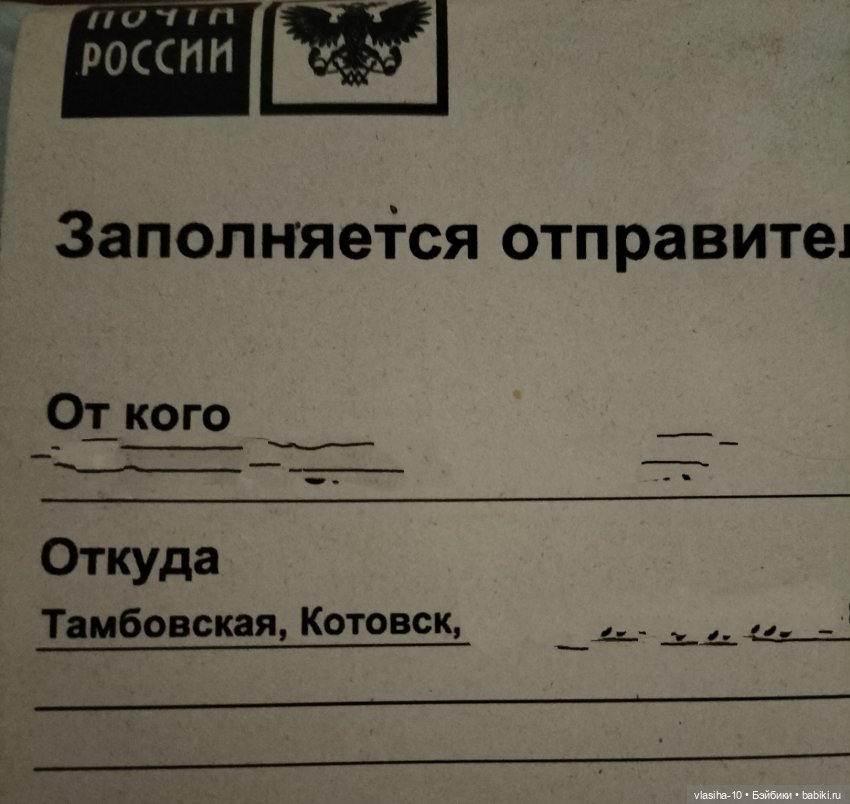 ПОЧТА
РОССИИ
Заполняется отправител
От кого
Откуда
Тамбовская, Котовск,
vlasiha-10 • Бэйбики • babiki.ru